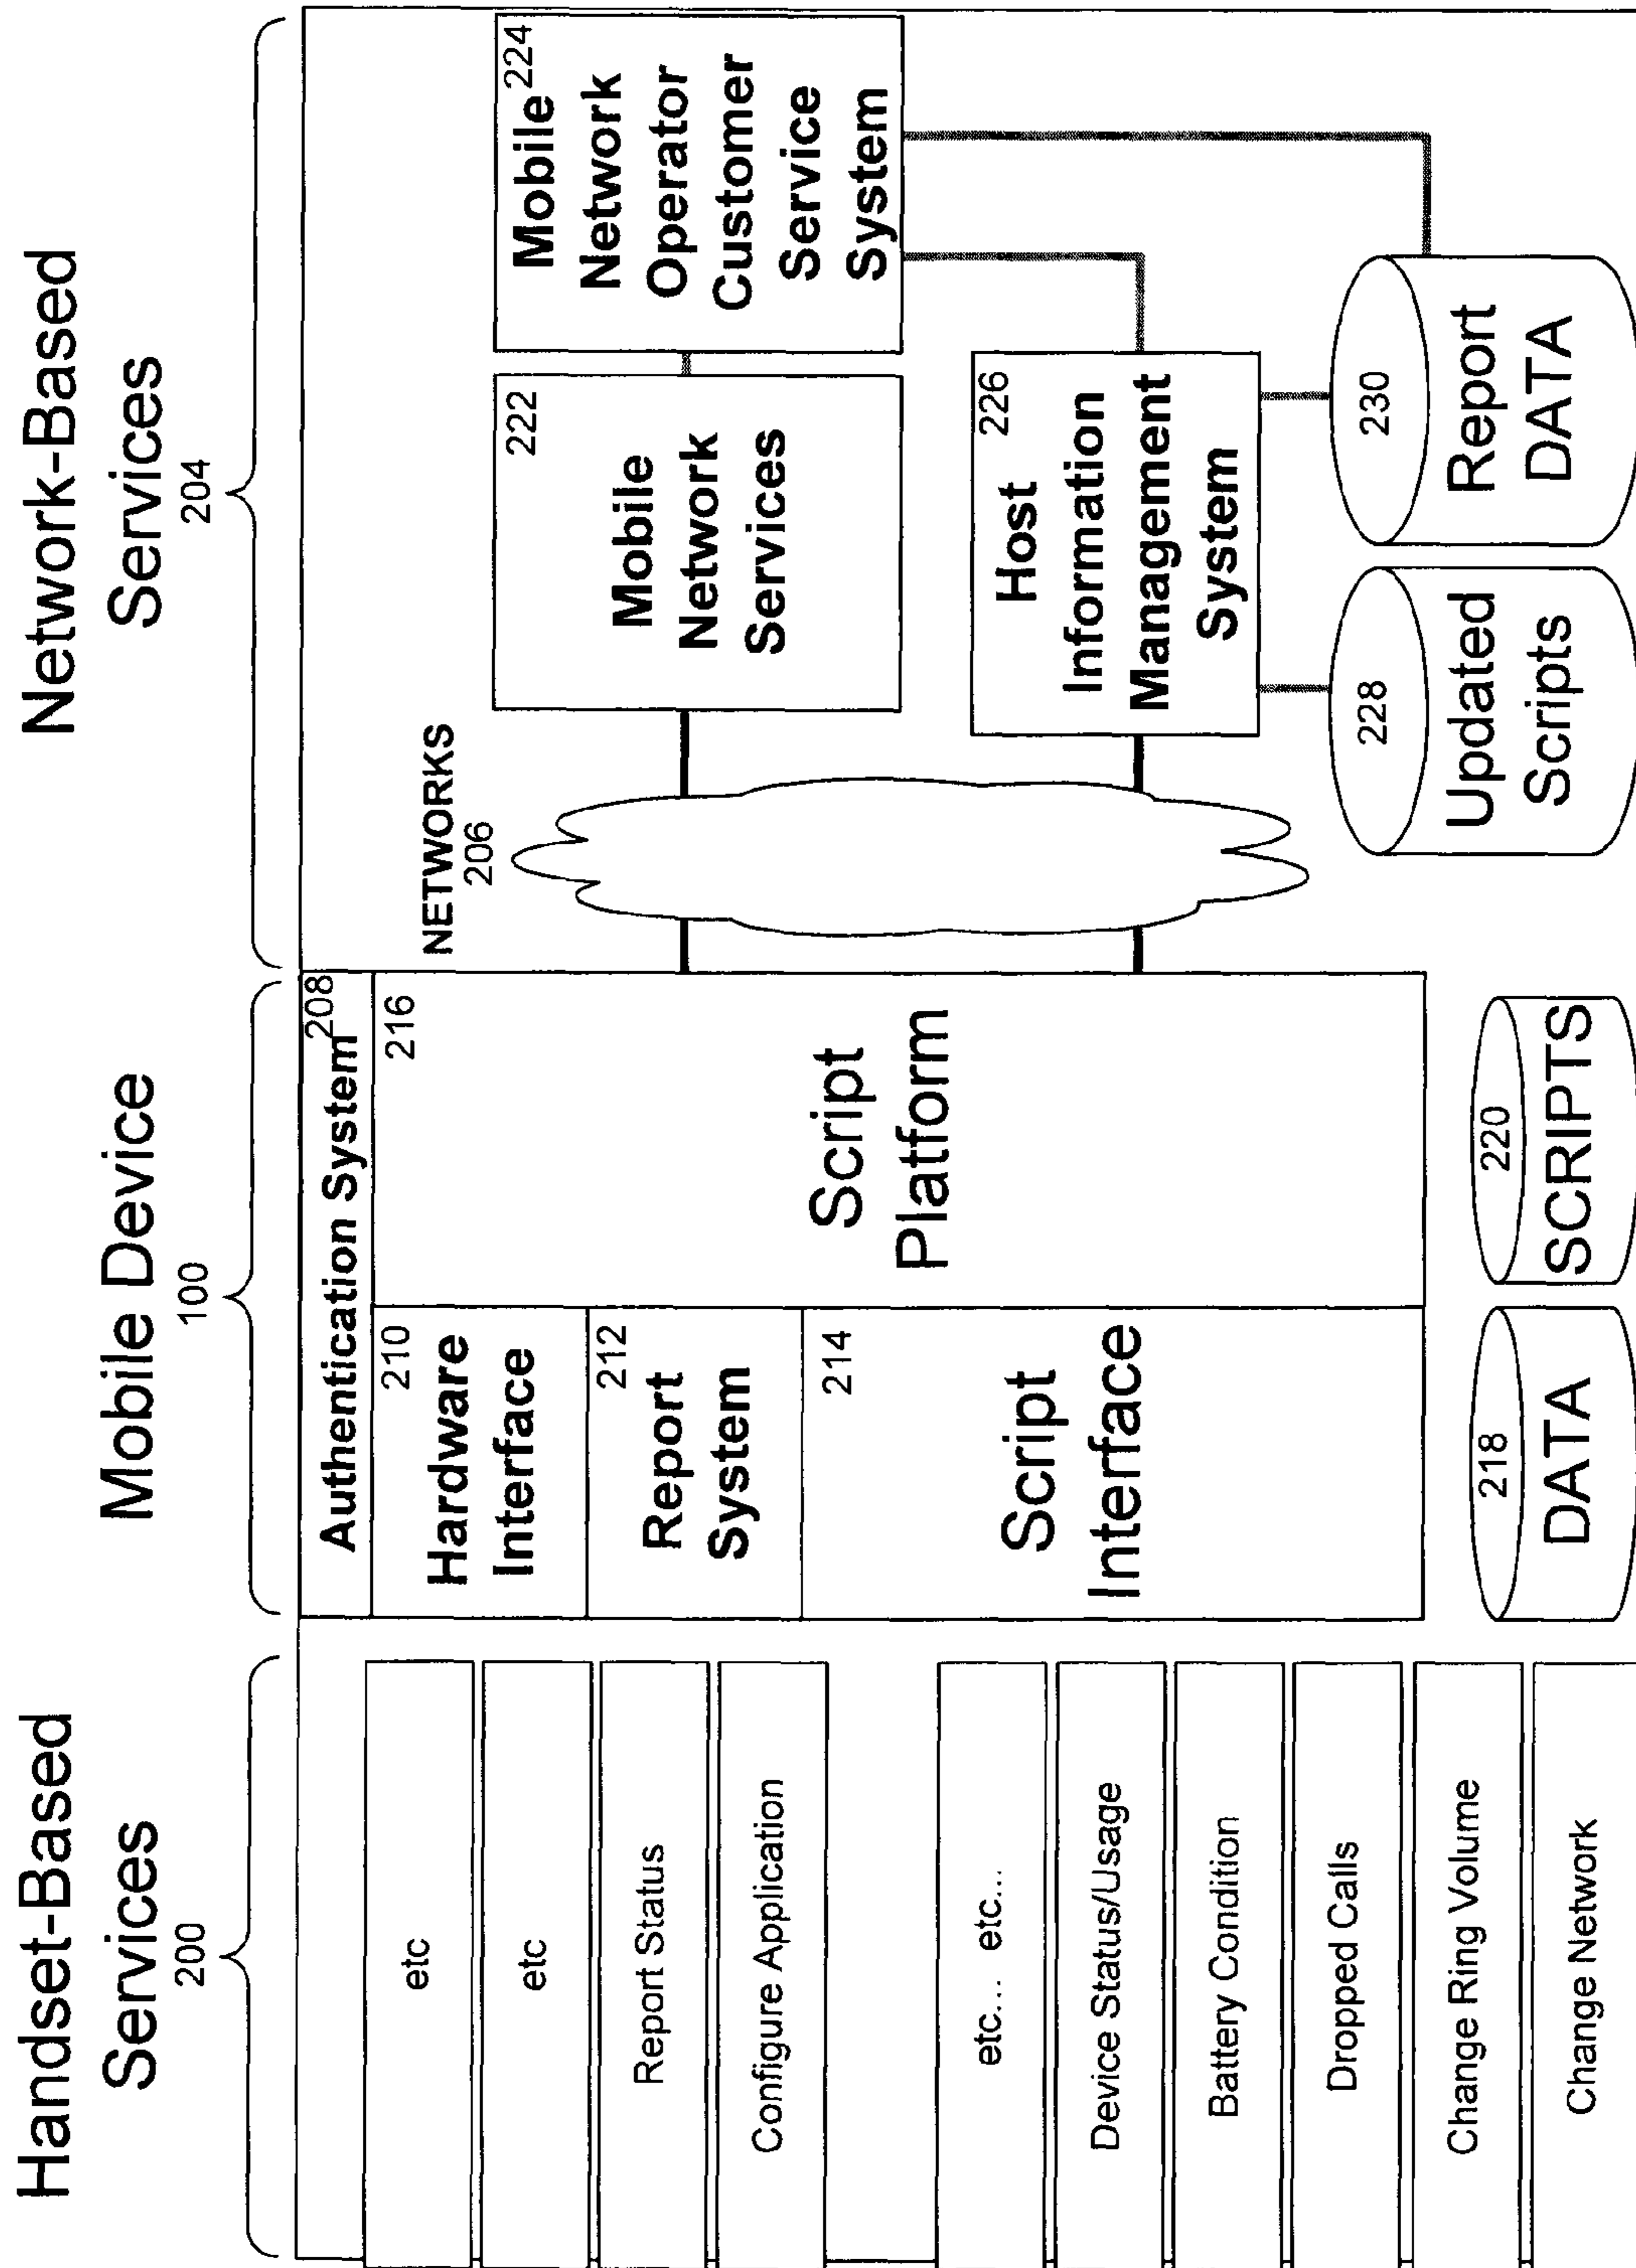 Handset-Based
Services
200
Mobile Device
100
Network-Based
Services
204
etc
etc
Report Status
Configure Application
etc... etc...
Device Status/Usage
Battery Condition
Dropped Calls
Change Ring Volume
Change Network
Authentication System
208
210
Hardware
Interface
212
Report
System
214
Script
Interface
216
Script
Platform
218
DATA
220
SCRIPTS
NETWORKS
206
222
Mobile
Network
Services
Mobile 224
Network
Operator
Customer
Service
System
226
Host
Information
Management
System
228
Updated
Scripts
230
Report
DATA